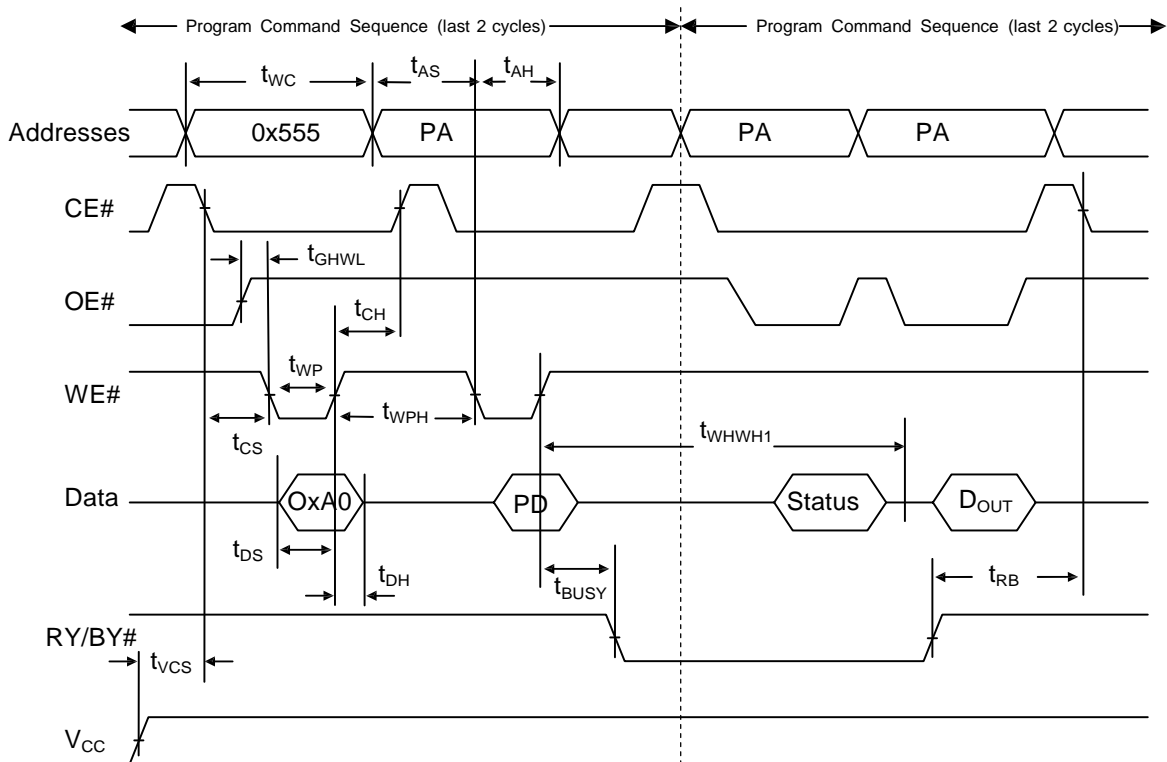 Program Command Sequence (last 2 cycles) Program Command Sequence (last 2 cycles)
tWC tAS tAH
Addresses 0x555 PA PA PA
CE#
tGHWL
OE#
tCH
tWP
WE#
tWPH
tCS tWHWH1
Data OxA0 PD Status DOUT
tDS
tDH tBUSY tRB
RY/BY#
tVCS
VCC